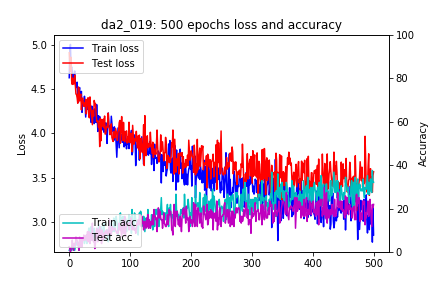 da2_019: 500 epochs loss and accuracy
Train loss
Test loss
Train acc
Test acc
Loss
5.0
4.5
4.0
3.5
3.0
Accuracy
100
80
60
40
20
0
0
100
200
300
400
500